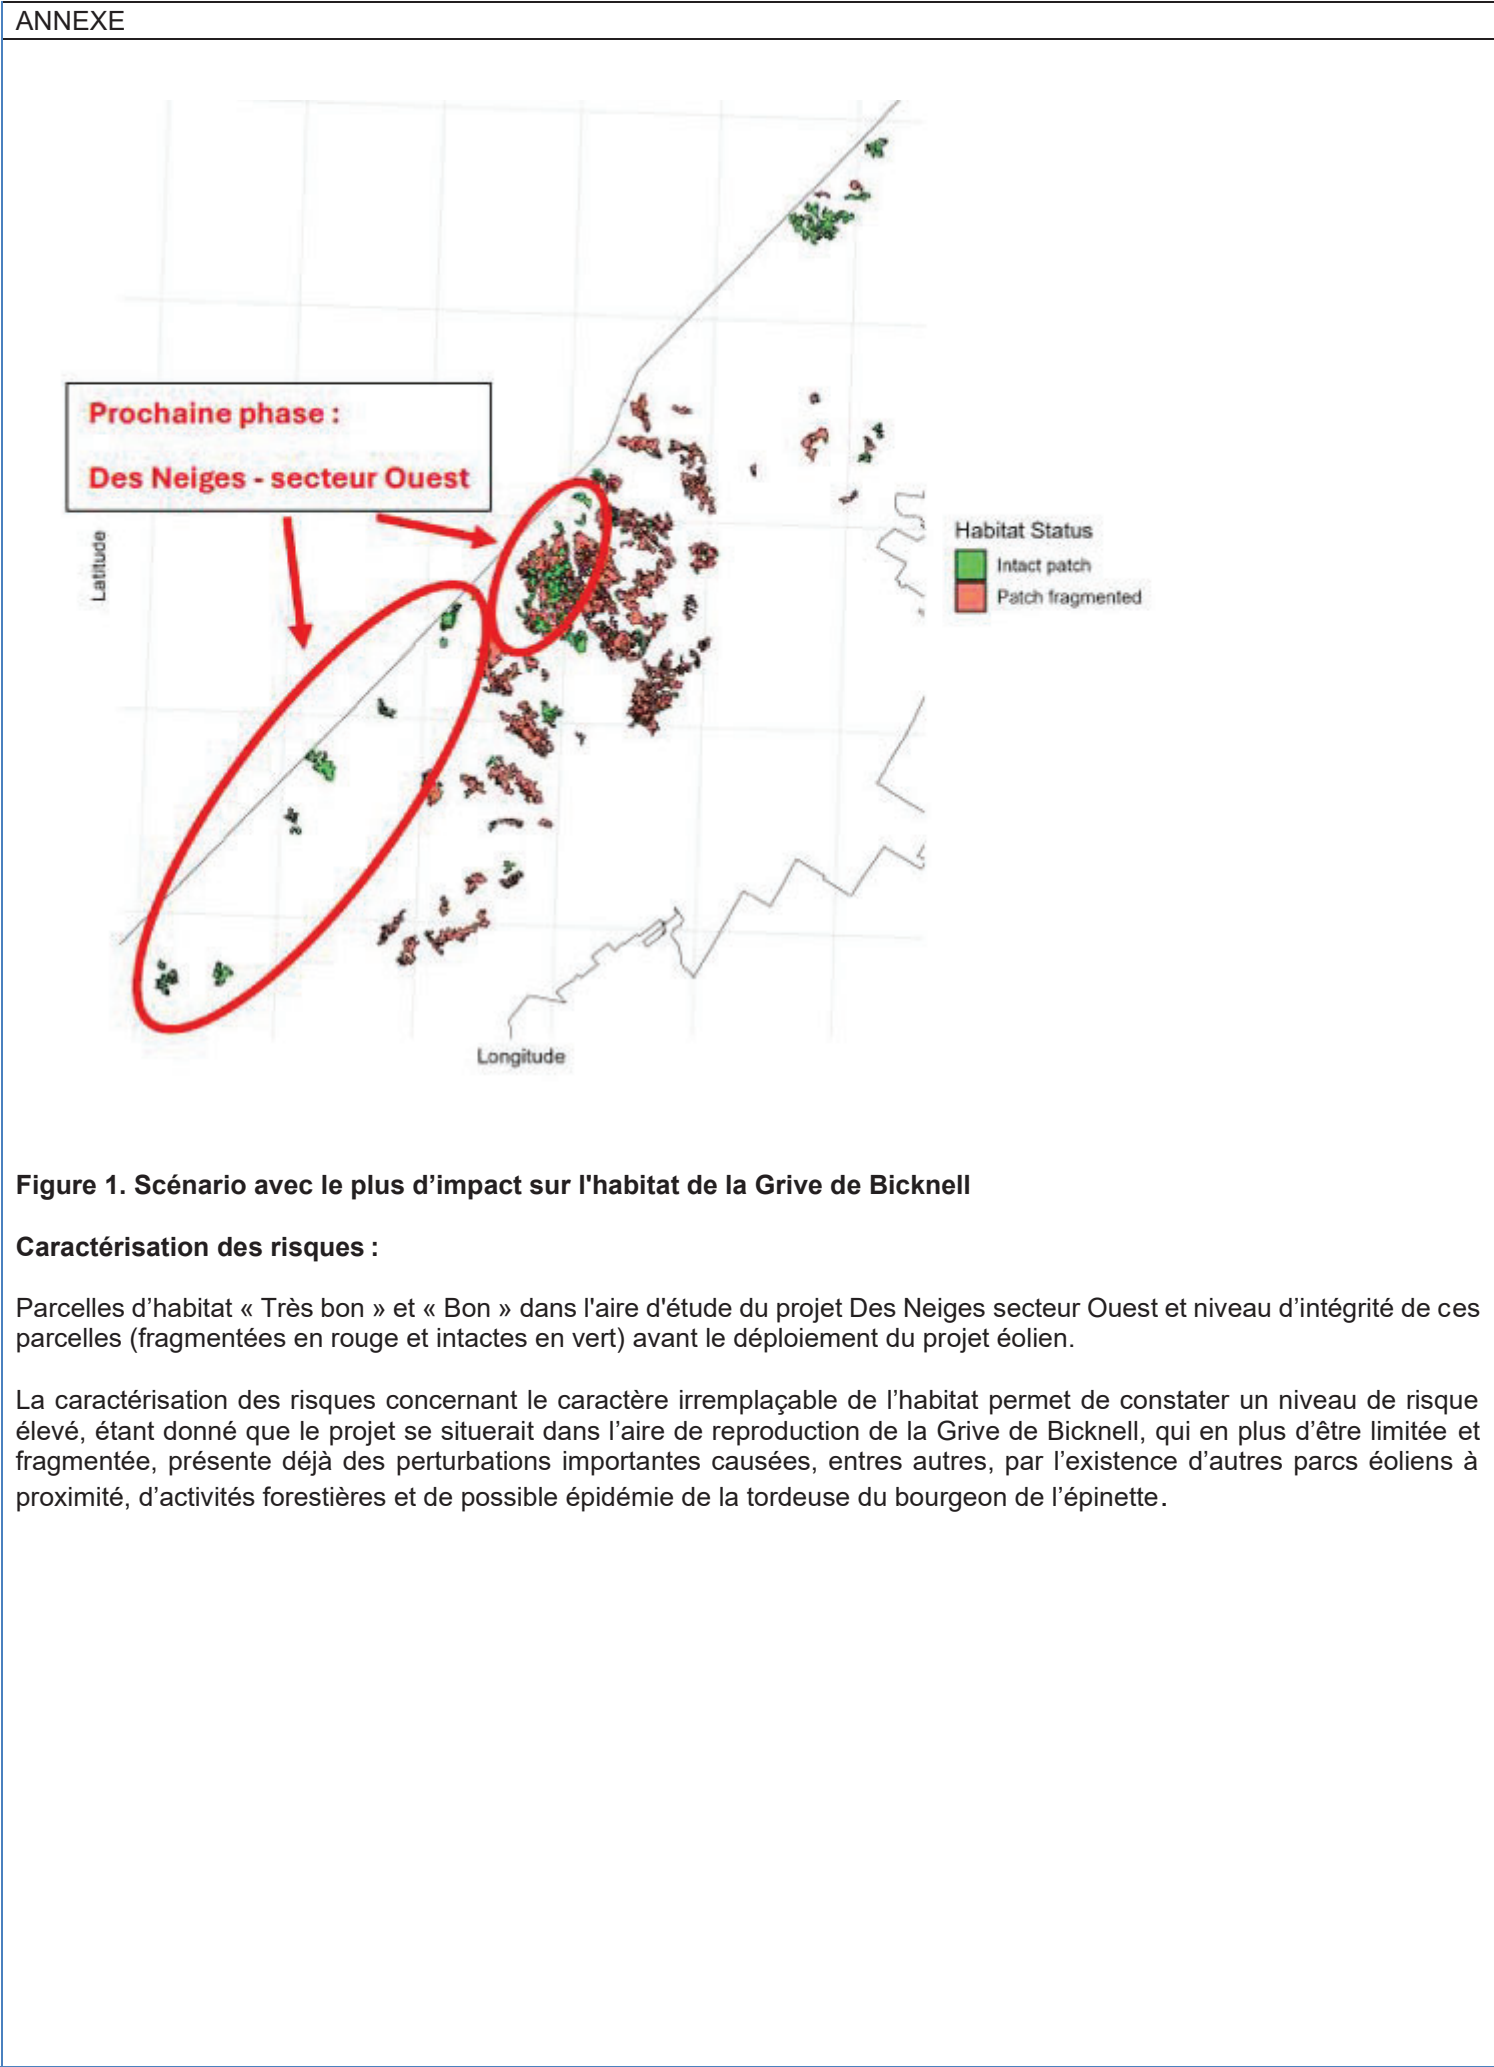 ANNEXE
Prochaine phase :
Des Neiges - secteur Ouest
Latitude
Habitat Status
Intact patch
Patch fragmented
Longitude
Figure 1. Scénario avec le plus d’impact sur l'habitat de la Grive de Bicknell
Caractérisation des risques :
Parcelles d’habitat « Très bon » et « Bon » dans l'aire d'étude du projet Des Neiges secteur Ouest et niveau d’intégrité de ces
parcelles (fragmentées en rouge et intactes en vert) avant le déploiement du projet éolien.
La caractérisation des risques concernant le caractère irremplaçable de l’habitat permet de constater un niveau de risque
élevé, étant donné que le projet se situerait dans l’aire de reproduction de la Grive de Bicknell, qui en plus d’être limitée et
fragmentée, présente déjà des perturbations importantes causées, entres autres, par l’existence d’autres parcs éoliens à
proximité, d’activités forestières et de possible épidémie de la tordeuse du bourgeon de l’épinette.